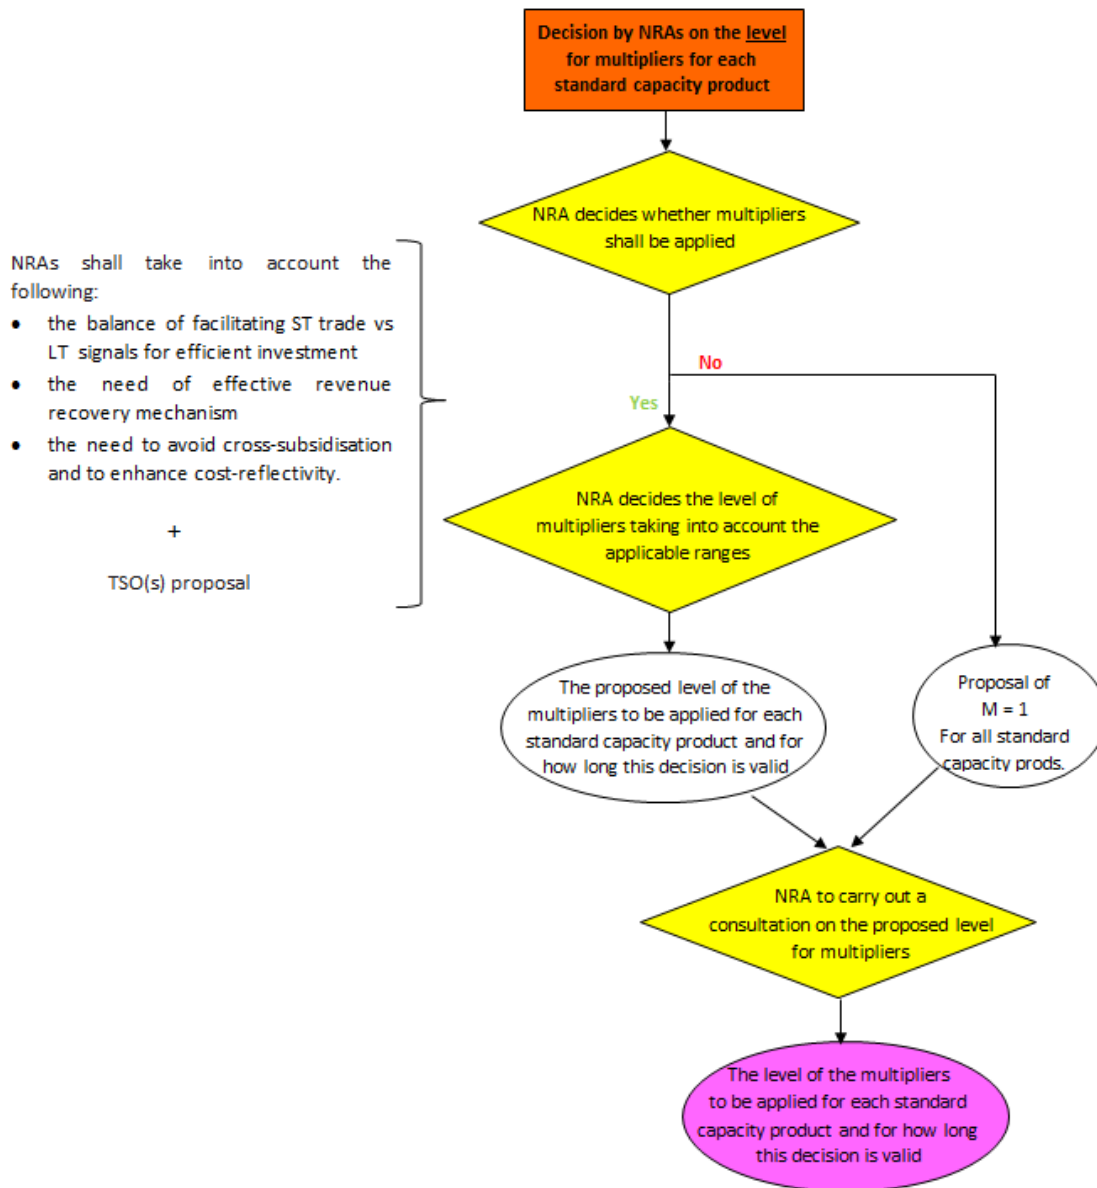 Decision by NRAs on the level
for multipliers for each
standard capacity product
NRA decides whether multipliers
shall be applied
NRAs shall take into account the
following:
• the balance of facilitating ST trade vs
LT signals for efficient investment
• the need of effective revenue
recovery mechanism
• the need to avoid cross-subsidisation
and to enhance cost-reflectivity.
+
TSO(s) proposal
No
Yes
NRA decides the level of
multipliers taking into account the
applicable ranges
The proposed level of the
multipliers to be applied for each
standard capacity product and for
how long this decision is valid
Proposal of
M = 1
For all standard
capacity prods.
NRA to carry out a
consultation on the proposed level
for multipliers
The level of the multipliers
to be applied for each standard
capacity product and for how long
this decision is valid